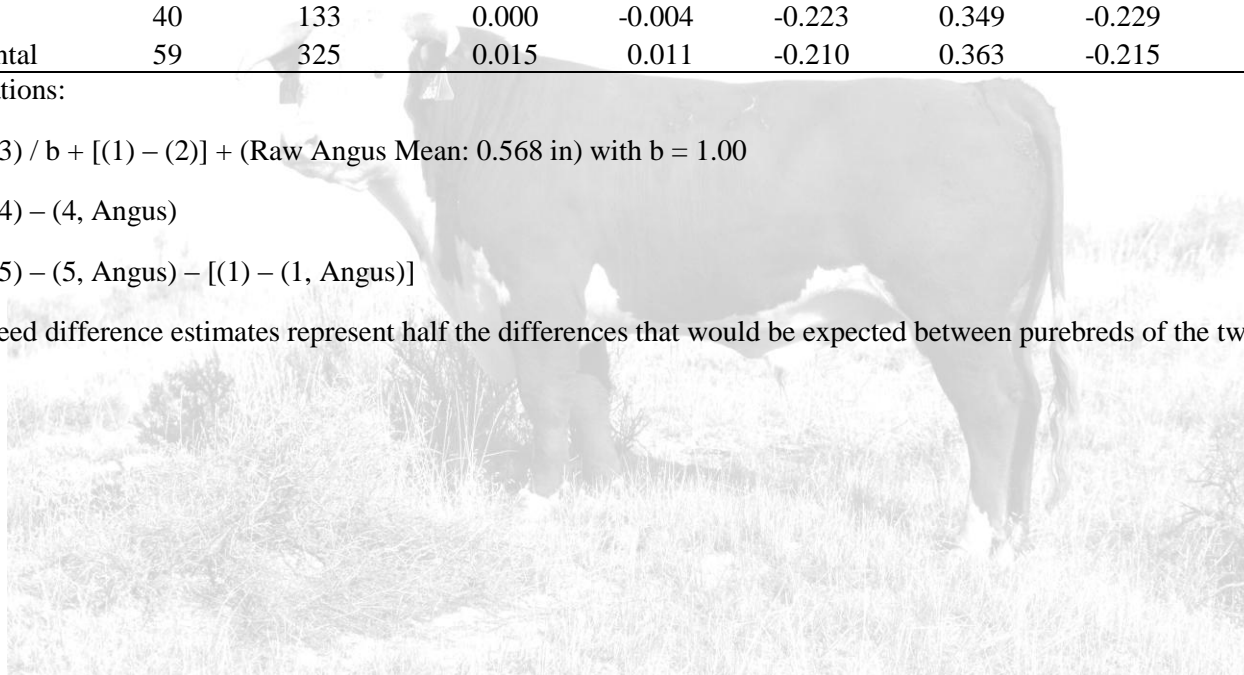 40 133 0.000 -0.004 -0.223 0.349 -0.229
ntal 59 325 0.015 0.011 -0.210 0.363 -0.215
tions:
3) / b + [(1) – (2)] + (Raw Angus Mean: 0.568 in) with b = 1.00
4) – (4, Angus)
5) – (5, Angus) – [(1) – (1, Angus)]
eed difference estimates represent half the differences that would be expected between purebreds of the tw